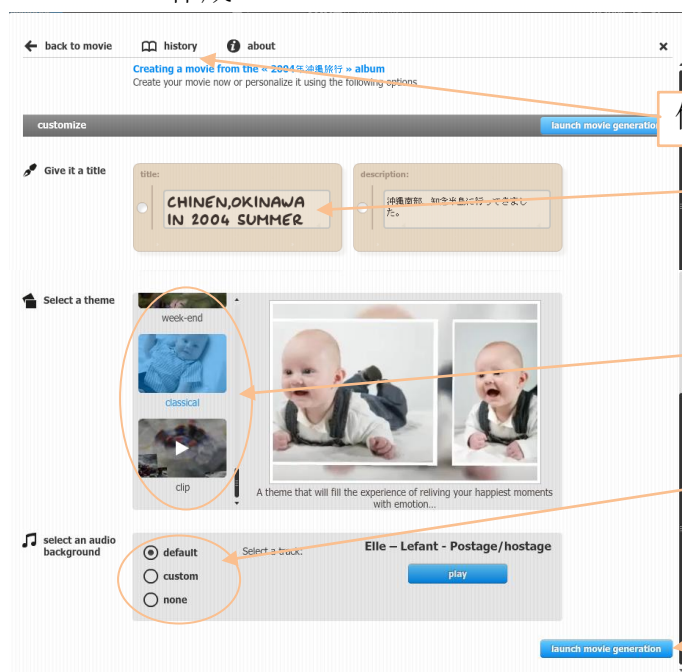 back to movie
history
about
Creating a movie from the « 2004年沖縄旅行 » album
Create your movie now or personalize it using the following options
customize
launch movie generation
Give it a title
title:
CHINEN,OKINAWA
IN 2004 SUMMER
description:
沖縄南部 知念半島に行ってきまし
た。
Select a theme
week-end
classical
clip
A theme that will fill the experience of reliving your happiest moments
with emotion...
select an audio
background
default
custom
none
Select a track:
Elle – Lefant - Postage/hostage
play
launch movie generation